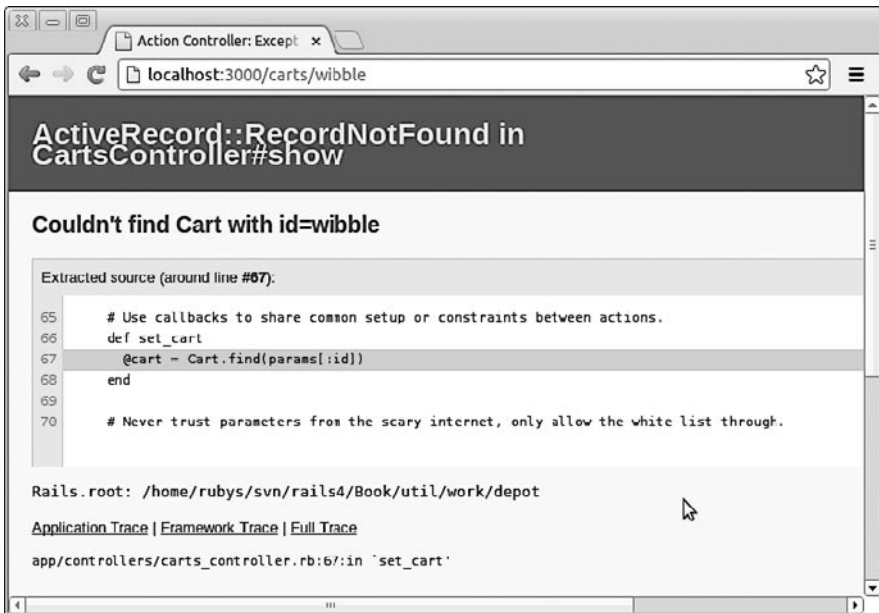 Action Controller: Except
localhost:3000/carts/wibble
ActiveRecord::RecordNotFound in
CartsController#show
Couldn't find Cart with id=wibble
Extracted source (around line #67):
65 # Use callbacks to share common setup or constraints between actions.
66 def set_cart
67 @cart = Cart.find(params[:id])
68 end
69
70 # Never trust parameters from the scary internet, only allow the white list through.
Rails.root: /home/rubys/svn/rails4/Book/util/work/depot
Application Trace | Framework Trace | Full Trace
app/controllers/carts_controller.rb:67:in `set_cart'